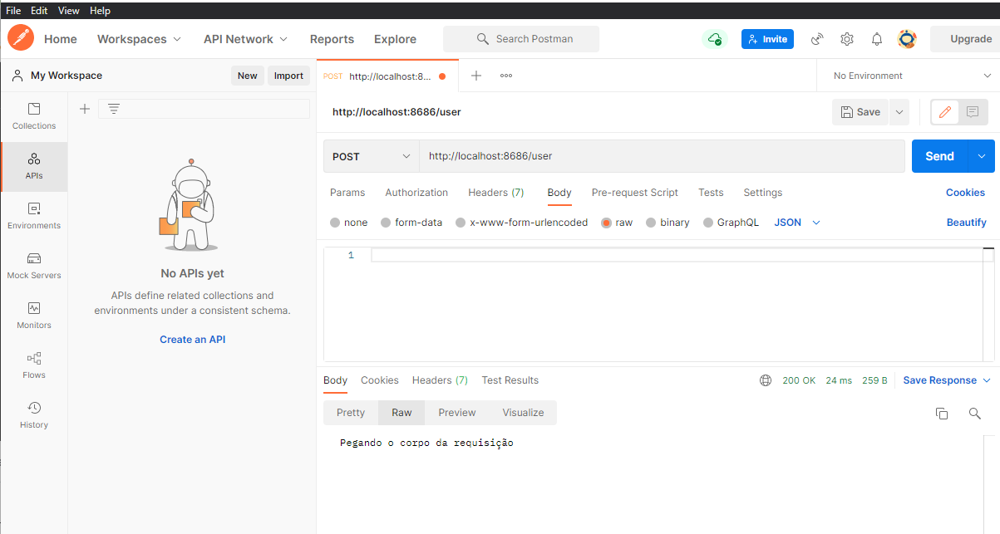 File Edit View Help
Home Workspaces API Network Reports Explore Search Postman Invite Upgrade
My Workspace New Import
POST http://localhost:8... No Environment
Collections
APIs
Environments
Mock Servers
Monitors
Flows
History
No APIs yet
APIs define related collections and
environments under a consistent schema.
Create an API
http://localhost:8686/user Save
POST http://localhost:8686/user Send
Params Authorization Headers (7) Body Pre-request Script Tests Settings Cookies
none form-data x-www-form-urlencoded raw binary GraphQL JSON Beautify
1
Body Cookies Headers (7) Test Results 200 OK 24 ms 259 B Save Response
Pretty Raw Preview Visualize
Pegando o corpo da requisição